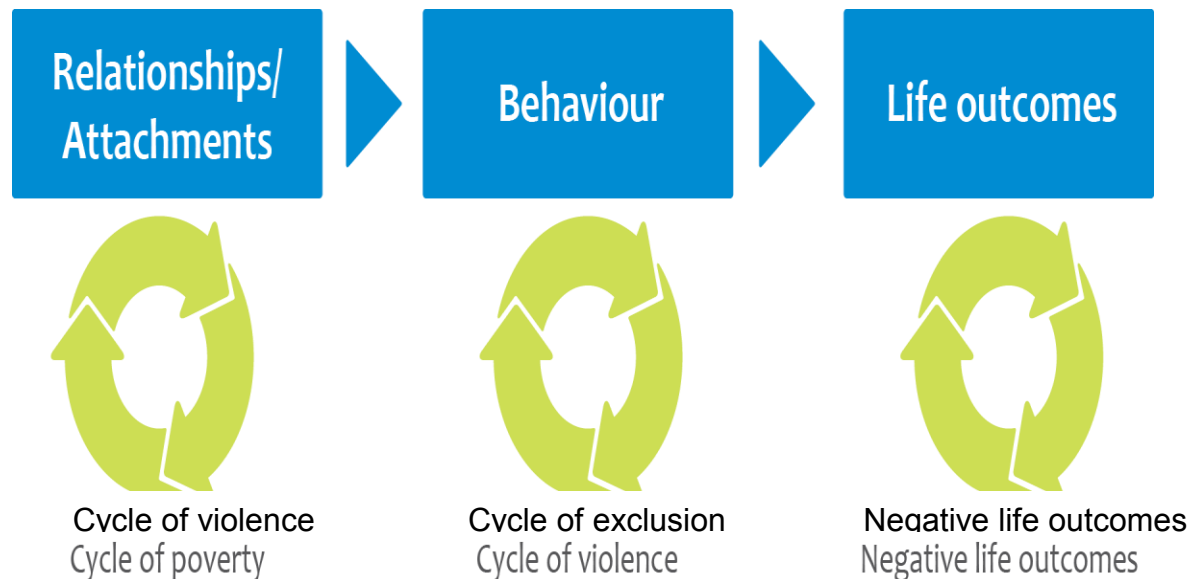 Relationships/
Attachments
Behaviour
Life outcomes
Cycle of violence
Cycle of exclusion
Negative life outcomes
Cycle of poverty
Cycle of violence
Negative life outcomes